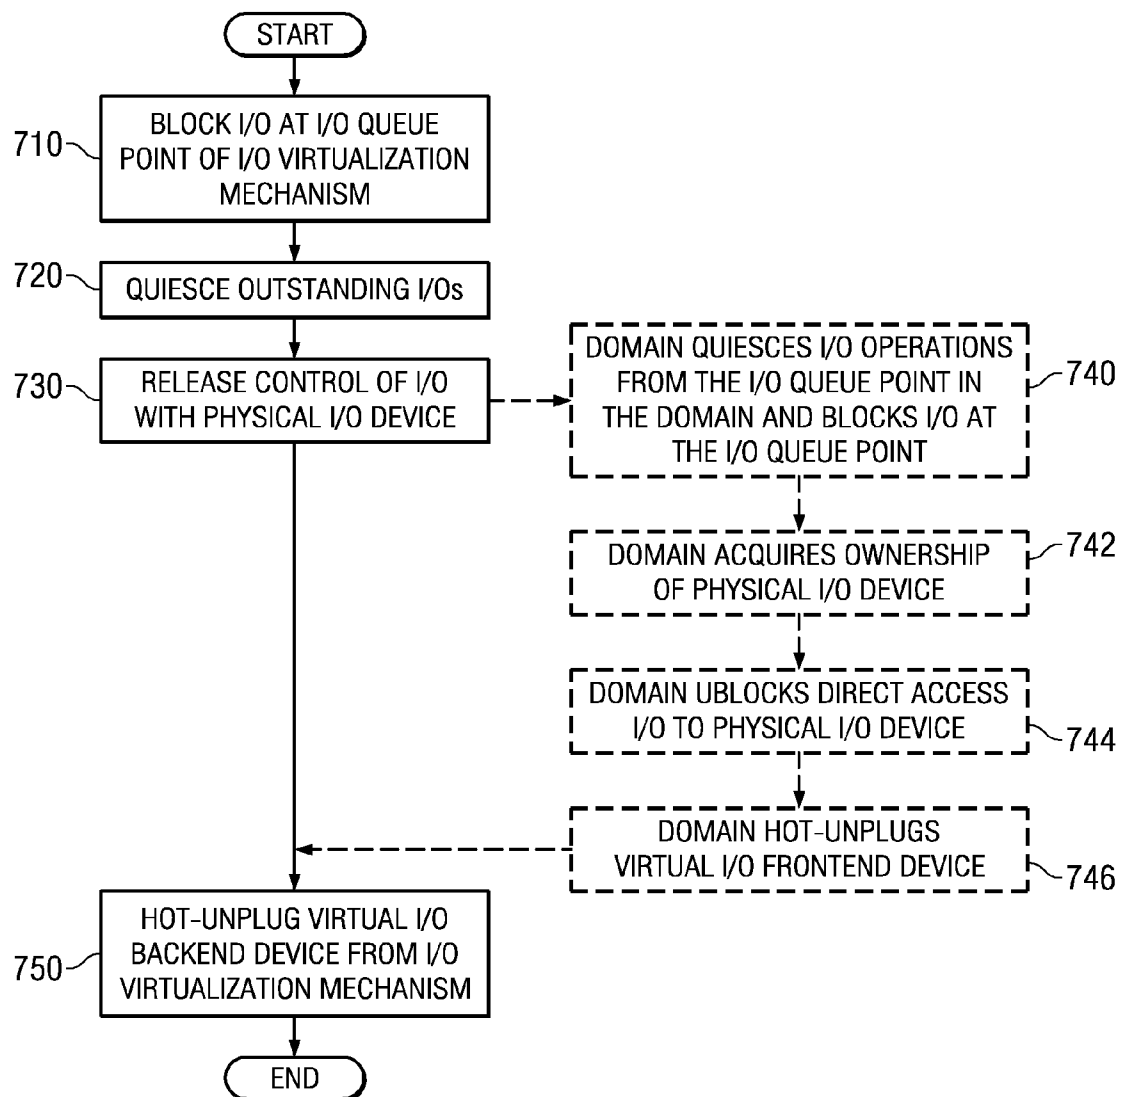 START
710
BLOCK I/O AT I/O QUEUE
POINT OF I/O VIRTUALIZATION
MECHANISM
720
QUIESCE OUTSTANDING I/Os
730
RELEASE CONTROL OF I/O
WITH PHYSICAL I/O DEVICE
DOMAIN QUIESCES I/O OPERATIONS
FROM THE I/O QUEUE POINT IN
THE DOMAIN AND BLOCKS I/O AT
THE I/O QUEUE POINT
740
DOMAIN ACQUIRES OWNERSHIP
OF PHYSICAL I/O DEVICE
742
DOMAIN UBLOCKS DIRECT ACCESS
I/O TO PHYSICAL I/O DEVICE
744
DOMAIN HOT-UNPLUGS
VIRTUAL I/O FRONTEND DEVICE
746
750
HOT-UNPLUG VIRTUAL I/O
BACKEND DEVICE FROM I/O
VIRTUALIZATION MECHANISM
END